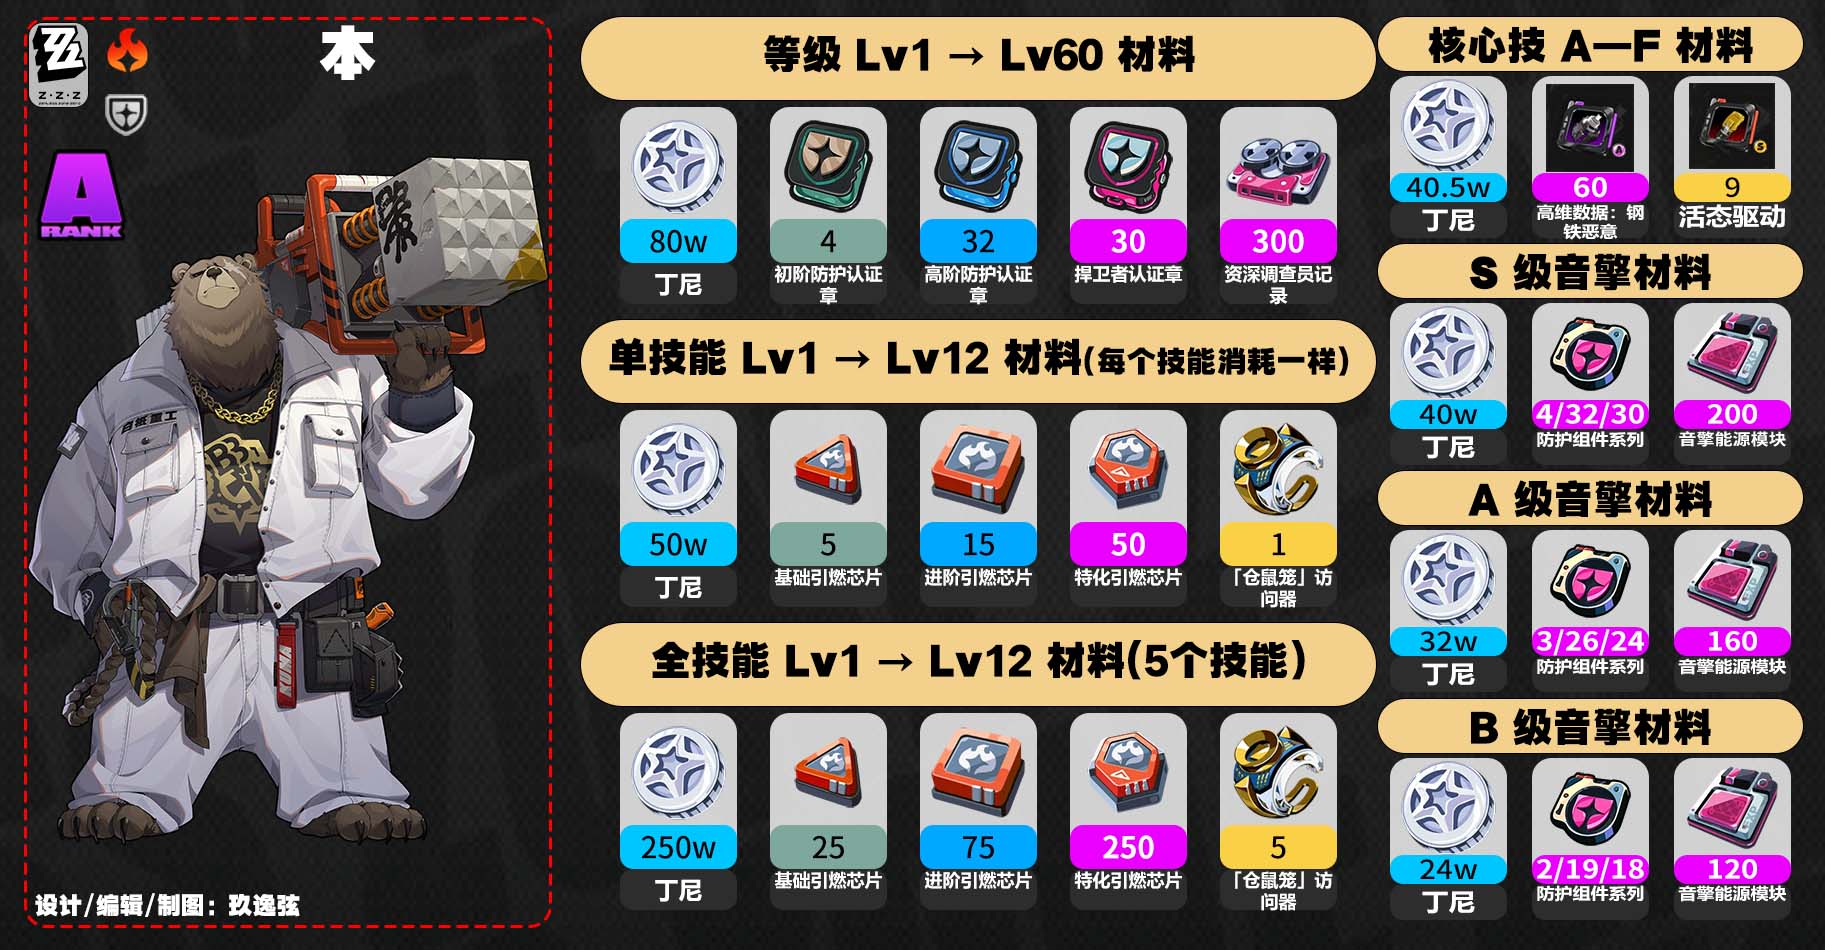 Z·Z·Z
本
A
RANK
百紙重工
KUMA
设计/编辑/制图：玖逸弦
等级 Lv1 → Lv60 材料
80w
4
32
30
300
丁尼
初阶防护认证
章
高阶防护认证
章
捍卫者认证章
资深调查员记
录
单技能 Lv1 → Lv12 材料(每个技能消耗一样)
50w
5
15
50
1
丁尼
基础引燃芯片
进阶引燃芯片
特化引燃芯片
「仓鼠笼」访
问器
全技能 Lv1 → Lv12 材料(5个技能)
250w
25
75
250
5
丁尼
基础引燃芯片
进阶引燃芯片
特化引燃芯片
「仓鼠笼」访
问器
核心技 A—F 材料
40.5w
60
9
丁尼
高维数据：钢
铁恶意
活态驱动
S 级音擎材料
40w
4/32/30
200
丁尼
防护组件系列
音擎能源模块
A 级音擎材料
32w
3/26/24
160
丁尼
防护组件系列
音擎能源模块
B 级音擎材料
24w
2/19/18
120
丁尼
防护组件系列
音擎能源模块